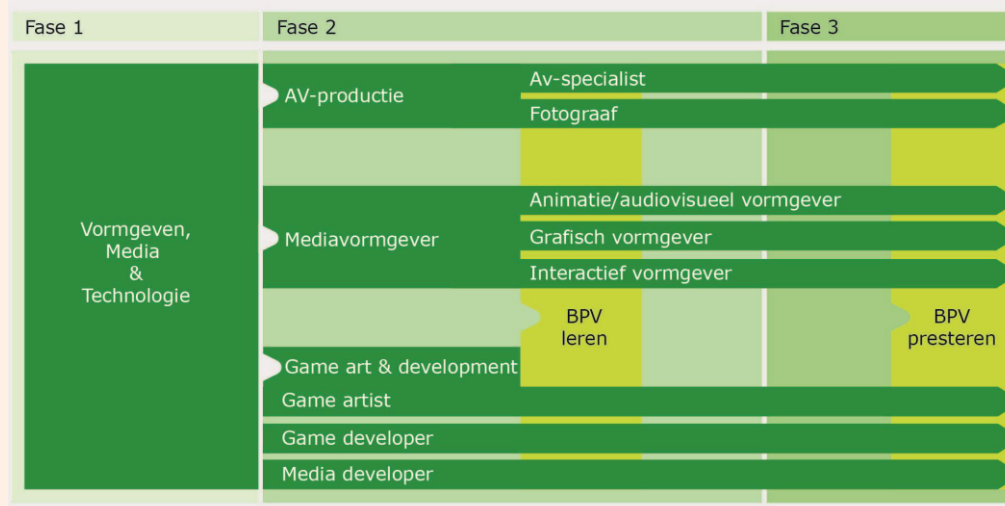 Fase 1
Fase 2
Fase 3
Vormgeven,
Media
&
Technologie
AV-productie
Av-specialist
Fotograaf
Mediavormgever
Animatie/audiovisueel vormgever
Grafisch vormgever
Interactief vormgever
BPV
leren
BPV
presteren
Game art & development
Game artist
Game developer
Media developer